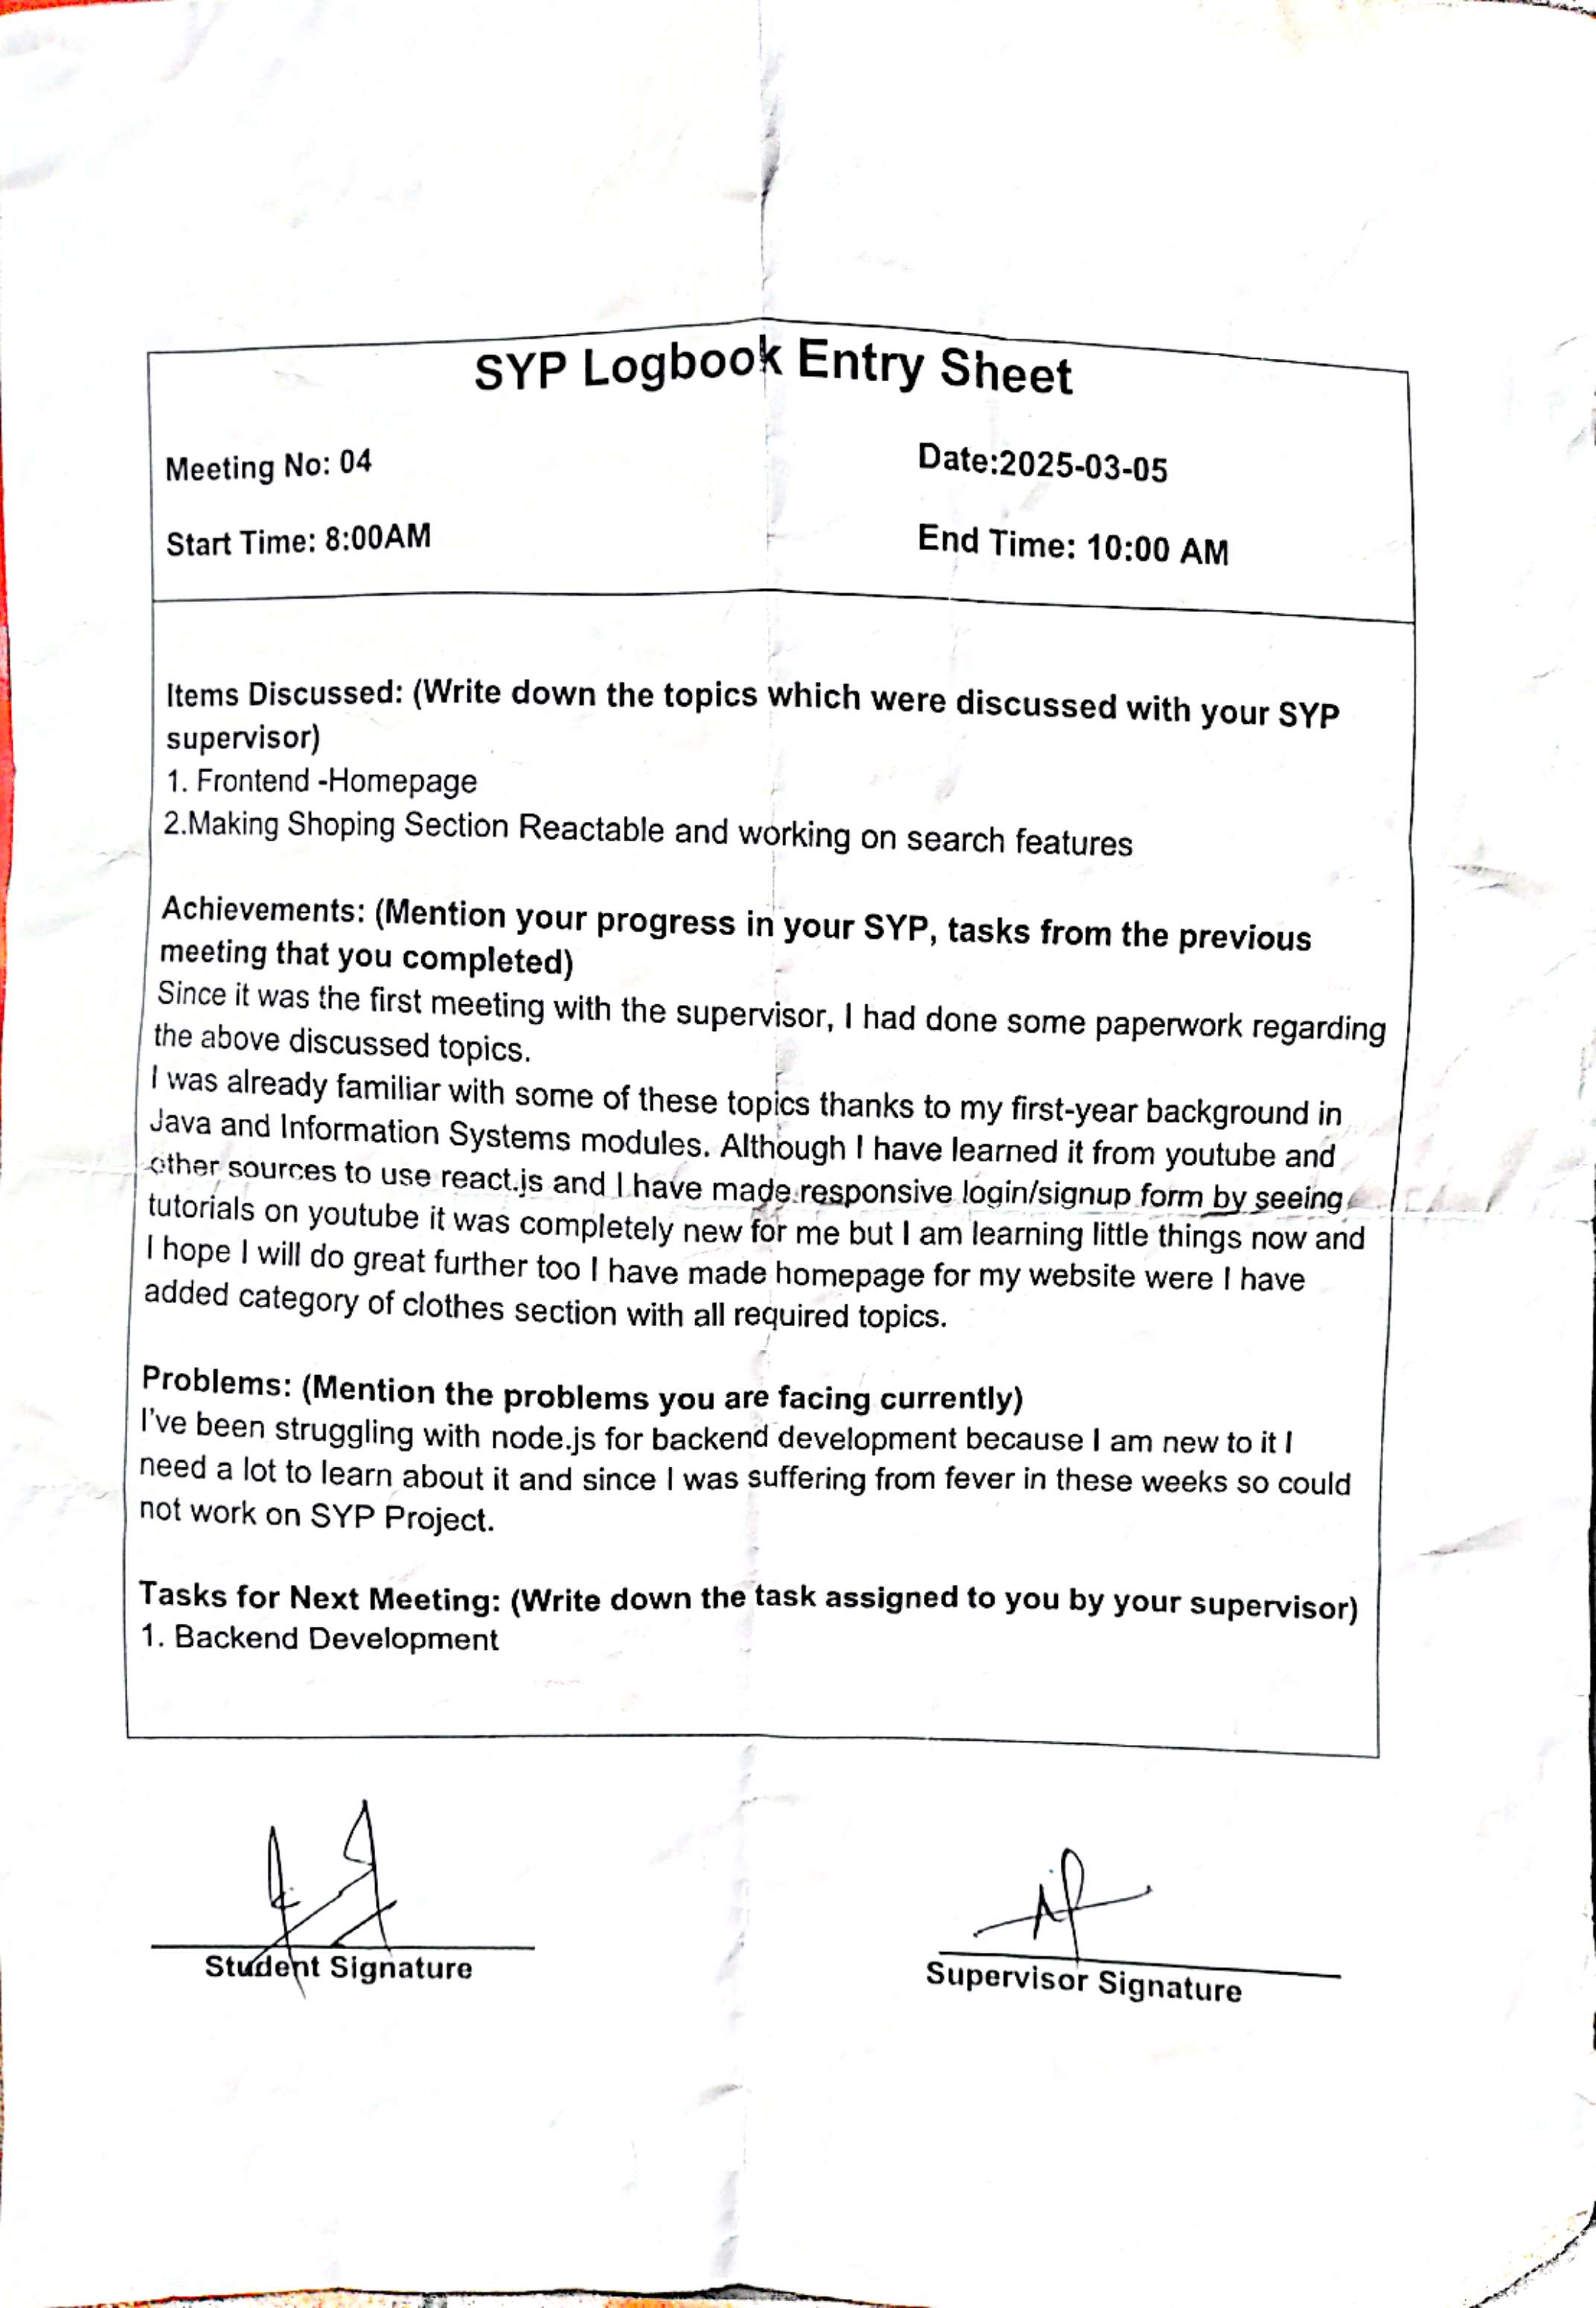 SYP Logbook Entry Sheet
Meeting No: 04
Date:2025-03-05
Start Time: 8:00AM
End Time: 10:00 AM
Items Discussed: (Write down the topics which were discussed with your SYP
supervisor)
1. Frontend -Homepage
2.Making Shoping Section Reactable and working on search features
Achievements: (Mention your progress in your SYP, tasks from the previous
meeting that you completed)
Since it was the first meeting with the supervisor, I had done some paperwork regarding
the above discussed topics.
I was already familiar with some of these topics thanks to my first-year background in
Java and Information Systems modules. Although I have learned it from youtube and
other sources to use react.js and I have made responsive login/signup form by seeing
tutorials on youtube it was completely new for me but I am learning little things now and
I hope I will do great further too I have made homepage for my website were I have
added category of clothes section with all required topics.
Problems: (Mention the problems you are facing currently)
I've been struggling with node.js for backend development because I am new to it I
need a lot to learn about it and since I was suffering from fever in these weeks so could
not work on SYP Project.
Tasks for Next Meeting: (Write down the task assigned to you by your supervisor)
1. Backend Development
Student Signature
Supervisor Signature